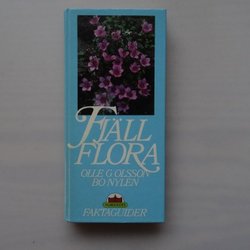 FJÄLL
FLORA
OLLE G OLSSON
BO NYLÉN
FAKTAGUIDER